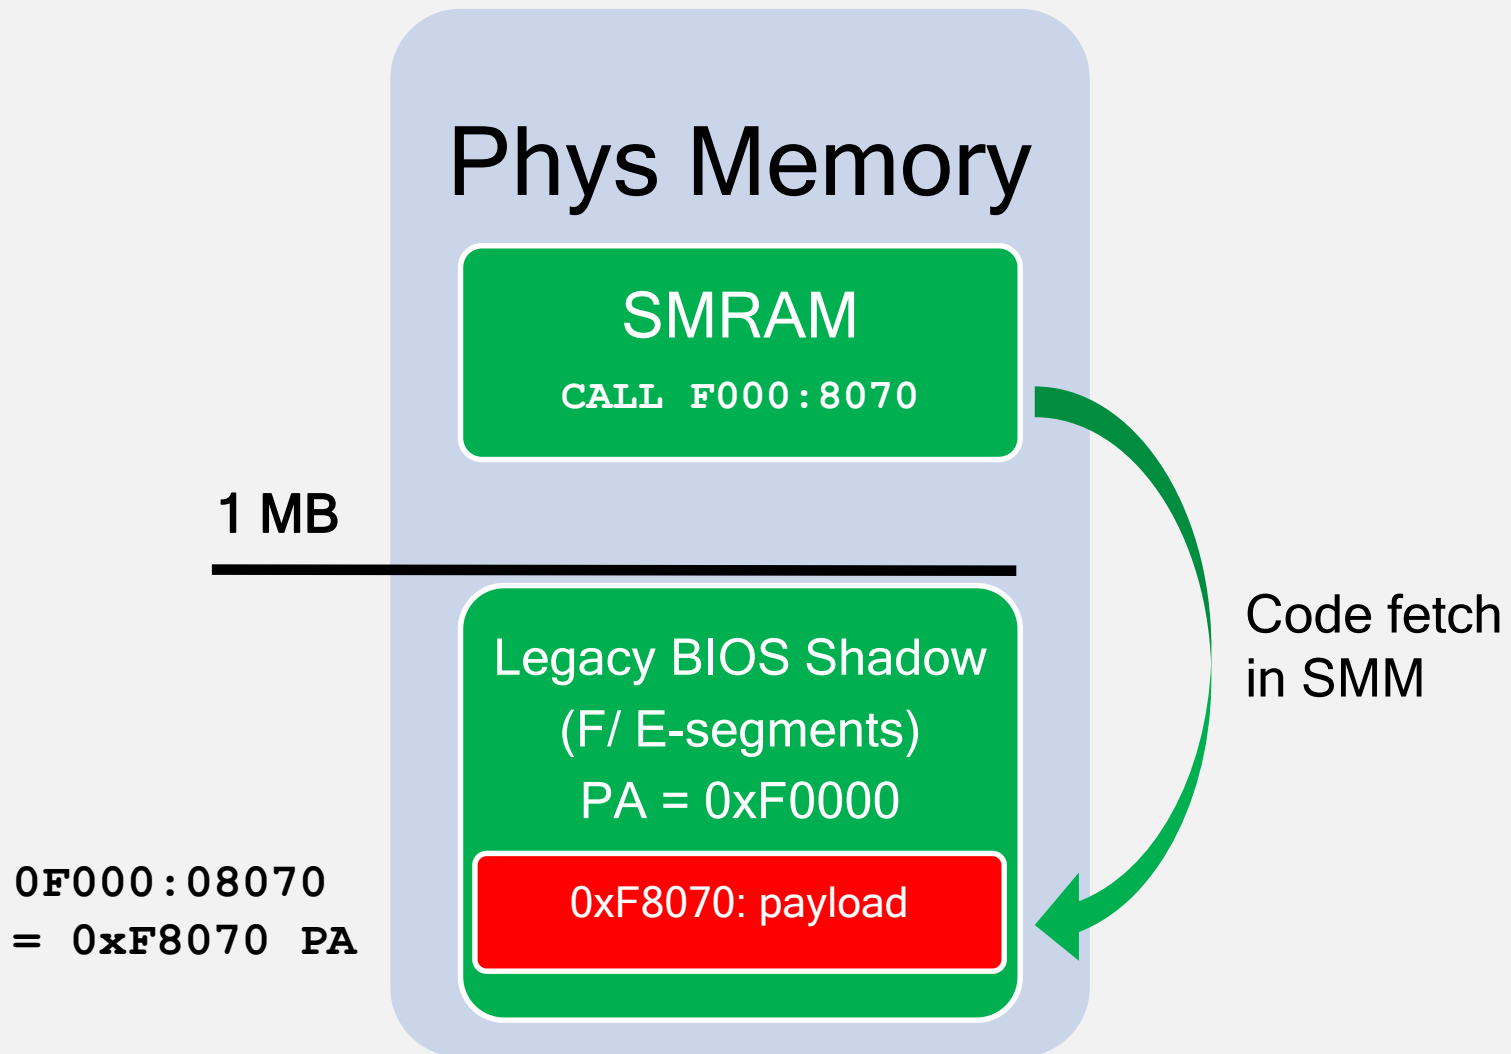 Phys Memory
SMRAM
CALL F000:8070
1 MB
Code fetch
in SMM
Legacy BIOS Shadow
(F/ E-segments)
PA = 0xF0000
0xF8070: payload
0F000:08070
= 0xF8070 PA